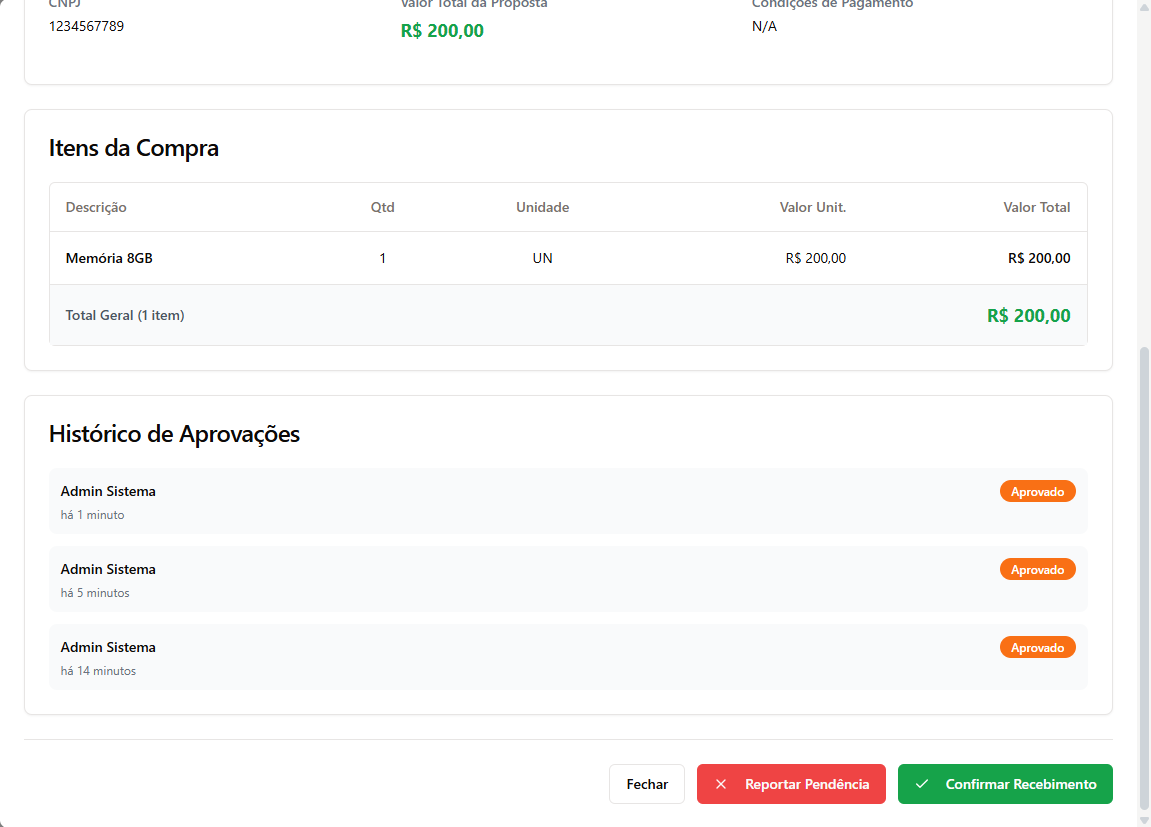 CNPJ
Valor Total da Proposta
Condições de Pagamento
1234567789
R$ 200,00
N/A
Itens da Compra
Descrição Qtd Unidade Valor Unit. Valor Total
Memória 8GB 1 UN R$ 200,00 R$ 200,00
Total Geral (1 item) R$ 200,00
Histórico de Aprovações
Admin Sistema Aprovado
há 1 minuto
Admin Sistema Aprovado
há 5 minutos
Admin Sistema Aprovado
há 14 minutos
Fechar Reportar Pendência Confirmar Recebimento